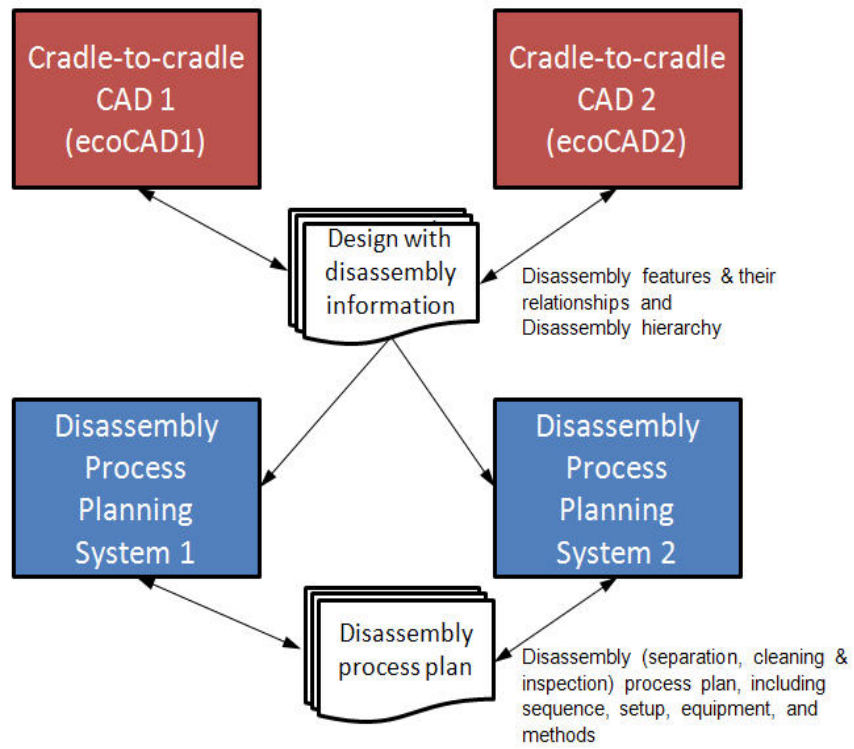 Cradle-to-cradle
CAD 1
(ecoCAD1)
Cradle-to-cradle
CAD 2
(ecoCAD2)
Design with
disassembly
information
Disassembly features & their
relationships and
Disassembly hierarchy
Disassembly
Process
Planning
System 1
Disassembly
Process
Planning
System 2
Disassembly
process plan
Disassembly (separation, cleaning &
inspection) process plan, including
sequence, setup, equipment, and
methods